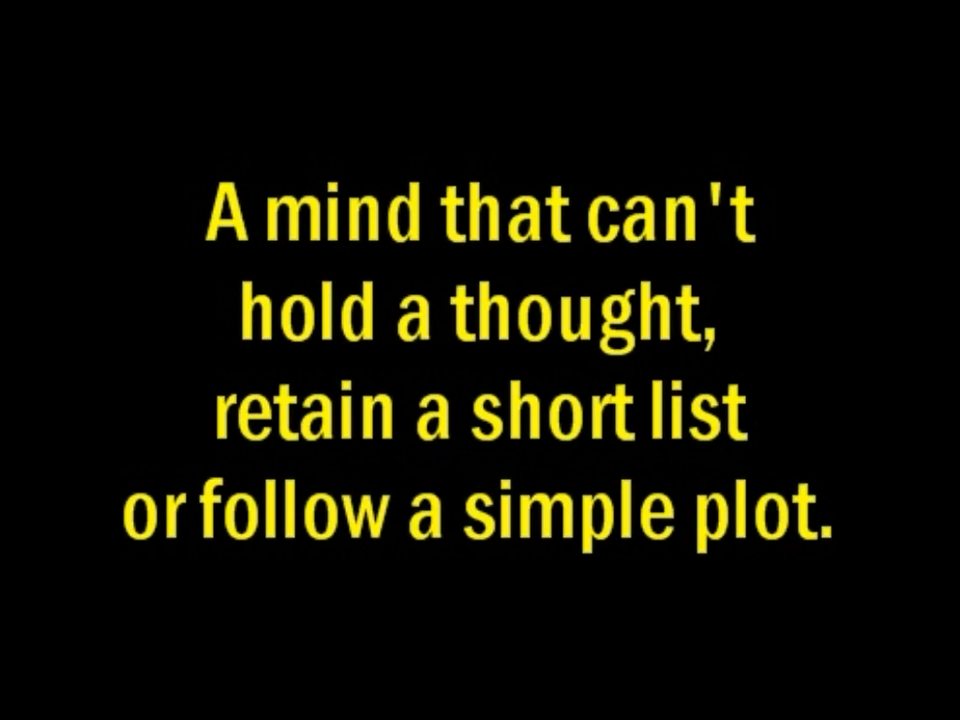 A mind that can't
hold a thought,
retain a short list
or follow a simple plot.